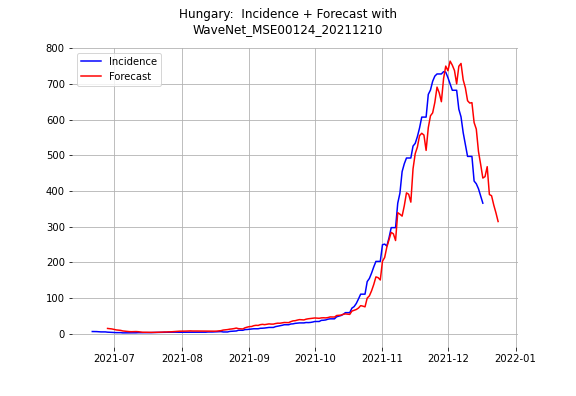 Hungary:  Incidence + Forecast with
WaveNet_MSE00124_20211210
Incidence
Forecast
800
700
600
500
400
300
200
100
0
2021-07 2021-08 2021-09 2021-10 2021-11 2021-12 2022-01